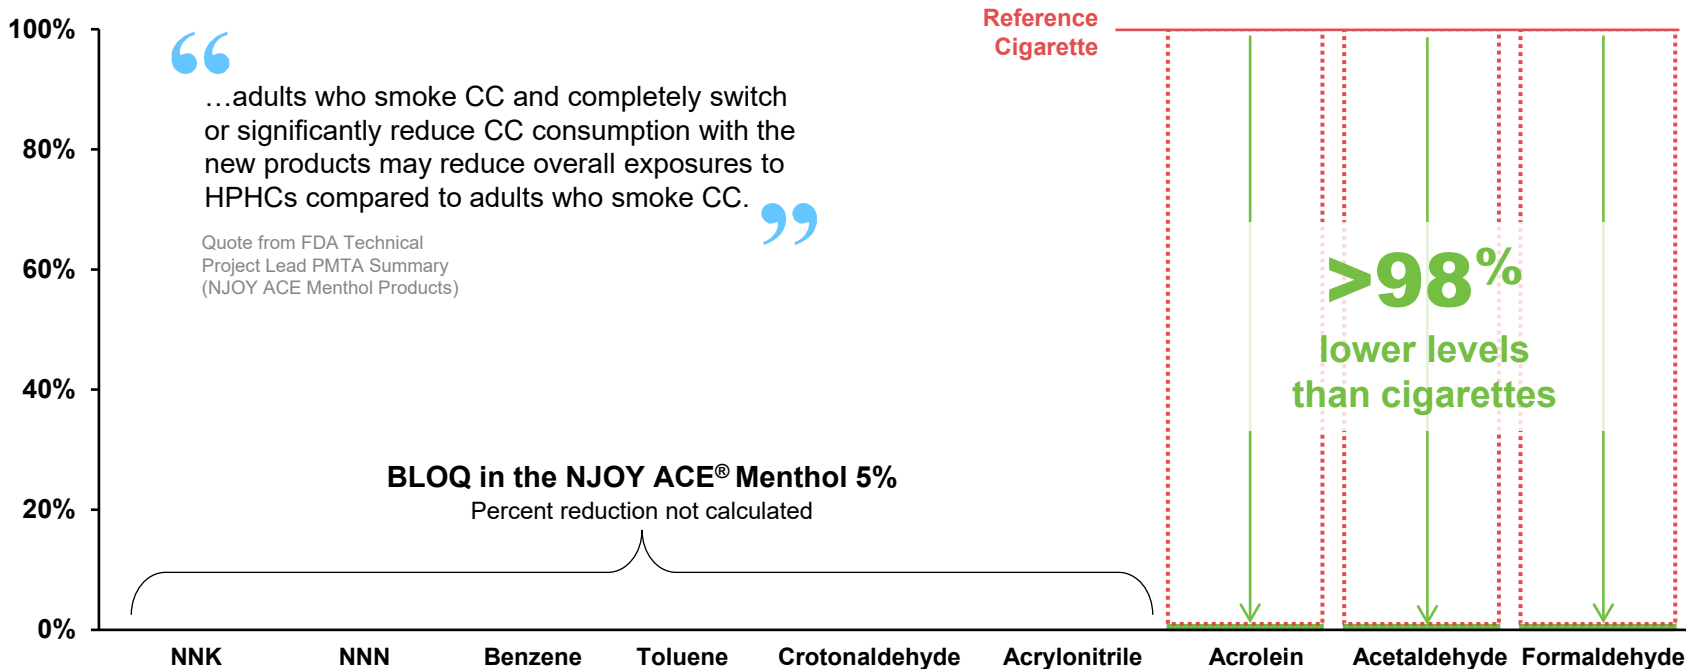 100%
80%
60%
40%
20%
0%
“
…adults who smoke CC and completely switch
or significantly reduce CC consumption with the
new products may reduce overall exposures to
HPHCs compared to adults who smoke CC.
”
Quote from FDA Technical
Project Lead PMTA Summary
(NJOY ACE Menthol Products)
Reference
Cigarette
>98%
lower levels
than cigarettes
BLOQ in the NJOY ACE® Menthol 5%
Percent reduction not calculated
NNK NNN Benzene Toluene Crotonaldehyde Acrylonitrile Acrolein Acetaldehyde Formaldehyde